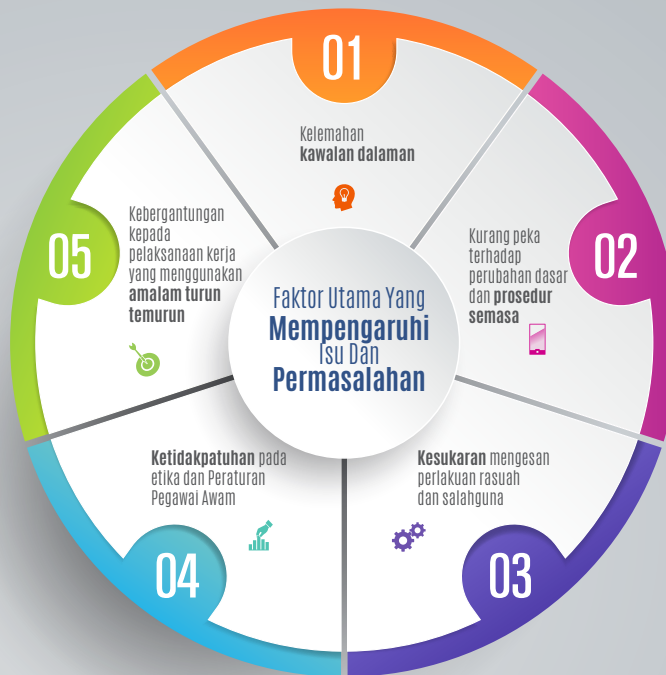 01
Kelemahan
kawalan dalaman
02
Kurang peka
terhadap
perubahan dasar
dan prosedur
semasa
03
Kesukaran mengesan
perlakuan rasuah
dan salahguna
04
Ketidakpatuhan pada
etika dan Peraturan
Pegawai Awam
05
Kebergantungan
kepada
pelaksanaan kerja
yang menggunakan
amalam turun
temurun
Faktor Utama Yang
Mempengaruhi
Isu Dan
Permasalahan